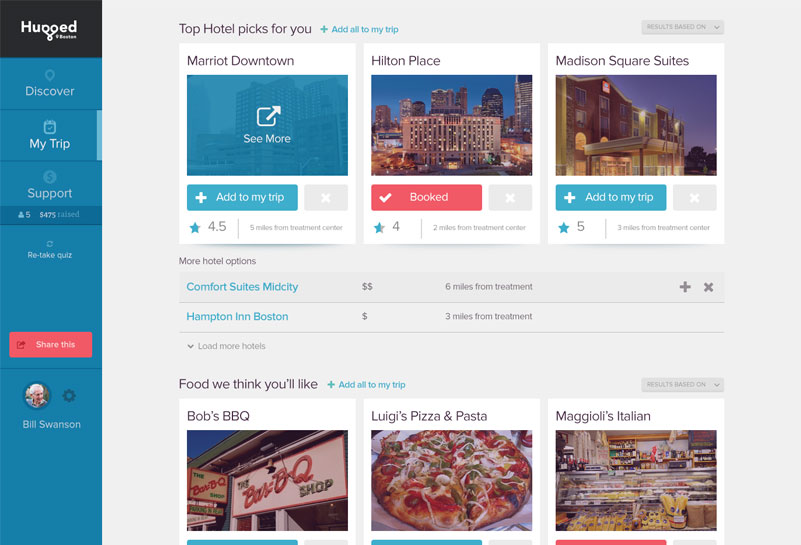 Hugged
Boston
Discover
My Trip
Support
5 $475 raised
Re-take quiz
Share this
Bill Swanson
Top Hotel picks for you
Add all to my trip
RESULTS BASED ON
Marriot Downtown
See More
Add to my trip
4.5
5 miles from treatment center
Hilton Place
Booked
4
2 miles from treatment center
Madison Square Suites
Add to my trip
5
3 miles from treatment center
More hotel options
Comfort Suites Midcity $$ 6 miles from treatment
Hampton Inn Boston $ 3 miles from treatment
Load more hotels
Food we think you'll like
Add all to my trip
RESULTS BASED ON
Bob's BBQ
THE
Bar-B-Q
SHOP
THE
Bar-B-Q
SHOP
Luigi's Pizza & Pasta
Maggioli's Italian